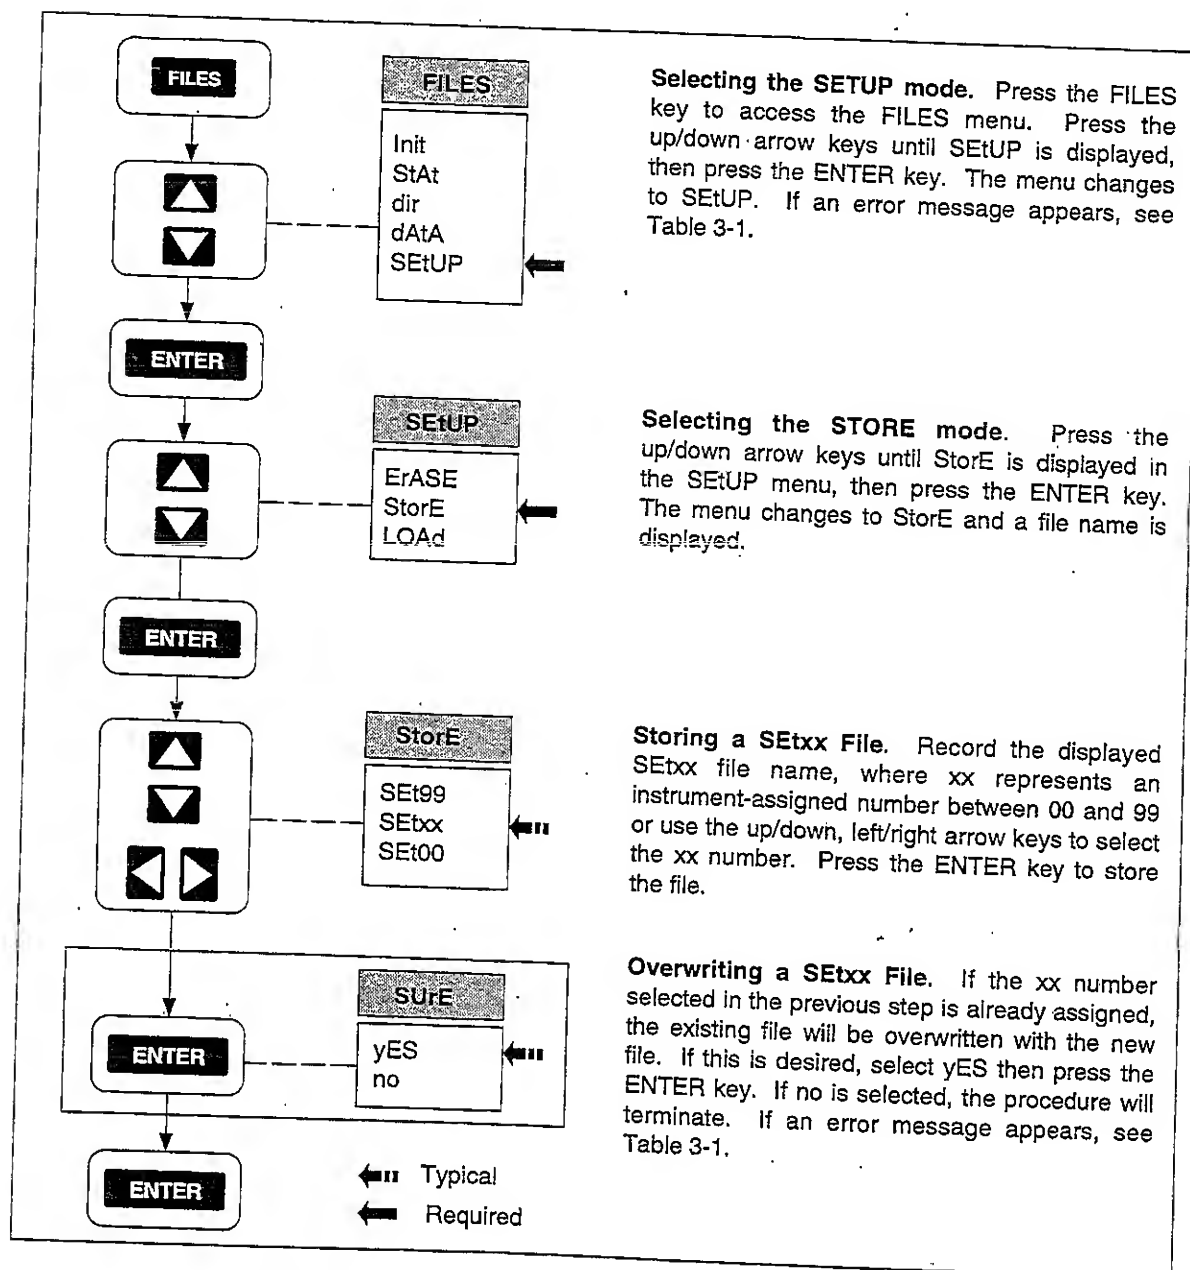 FILES
FILES
Init
StAt
dir
dAtA
SEtUP
Selecting the SETUP mode. Press the FILES
key to access the FILES menu. Press the
up/down arrow keys until SEtUP is displayed,
then press the ENTER key. The menu changes
to SEtUP. If an error message appears, see
Table 3-1.
ENTER
SEtUP
ErASE
StorE
LOAd
Selecting the STORE mode. Press the
up/down arrow keys until StorE is displayed in
the SEtUP menu, then press the ENTER key.
The menu changes to StorE and a file name is
displayed.
ENTER
StorE
SEt99
SEtxx
SEt00
Storing a SEtxx File. Record the displayed
SEtxx file name, where xx represents an
instrument-assigned number between 00 and 99
or use the up/down, left/right arrow keys to select
the xx number. Press the ENTER key to store
the file.
ENTER
SUrE
yES
no
Overwriting a SEtxx File. If the xx number
selected in the previous step is already assigned,
the existing file will be overwritten with the new
file. If this is desired, select yES then press the
ENTER key. If no is selected, the procedure will
terminate. If an error message appears, see
Table 3-1.
ENTER
Typical
Required